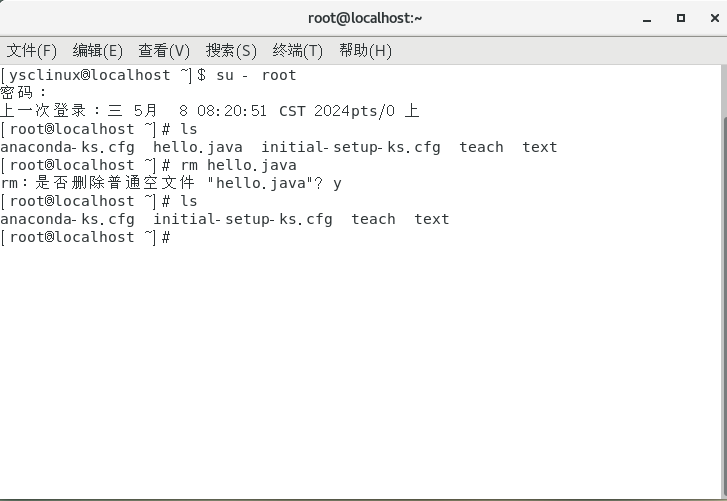 root@localhost:~
文件(F) 编辑(E) 查看(V) 搜索(S) 终端(T) 帮助(H)
[ysclinux@localhost ~]$ su - root
密码：
上一次登录：三 5月  8 08:20:51 CST 2024pts/0 上
[root@localhost ~]# ls
anaconda-ks.cfg  hello.java  initial-setup-ks.cfg  teach  text
[root@localhost ~]# rm hello.java
rm：是否删除普通空文件 "hello.java"？y
[root@localhost ~]# ls
anaconda-ks.cfg  initial-setup-ks.cfg  teach  text
[root@localhost ~]#